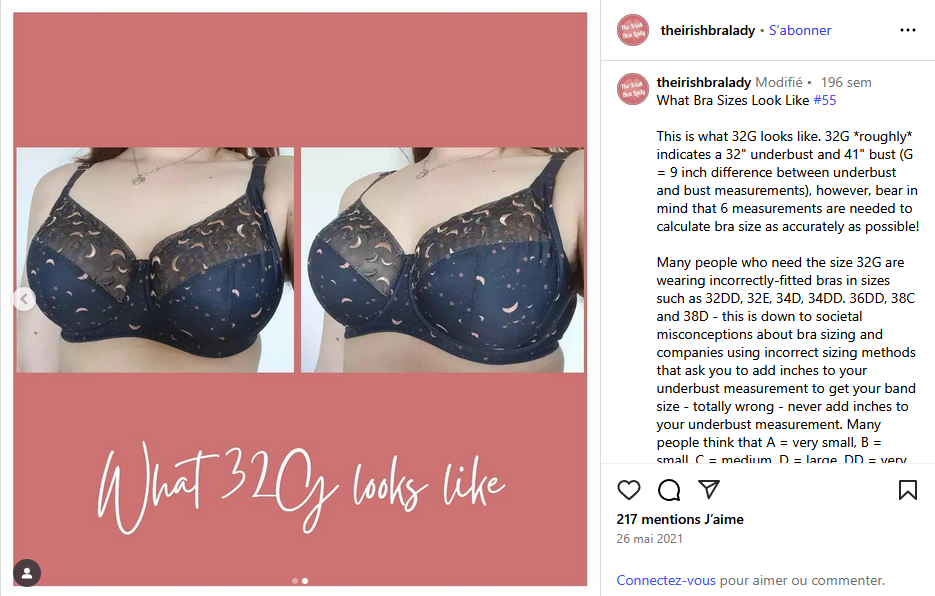 What 32G looks like
The Irish
Bra Lady
theirishbralady • S’abonner
The Irish
Bra Lady
theirishbralady Modifié • 196 sem
What Bra Sizes Look Like #55
This is what 32G looks like. 32G *roughly*
indicates a 32" underbust and 41" bust (G
= 9 inch difference between underbust
and bust measurements), however, bear in
mind that 6 measurements are needed to
calculate bra size as accurately as possible!
Many people who need the size 32G are
wearing incorrectly-fitted bras in sizes
such as 32DD, 32E, 34D, 34DD. 36DD, 38C
and 38D - this is down to societal
misconceptions about bra sizing and
companies using incorrect sizing methods
that ask you to add inches to your
underbust measurement to get your band
size - totally wrong - never add inches to
your underbust measurement. Many
people think that A = very small, B =
small, C = medium, D = large, DD = very
217 mentions J’aime
26 mai 2021
Connectez-vous pour aimer ou commenter.